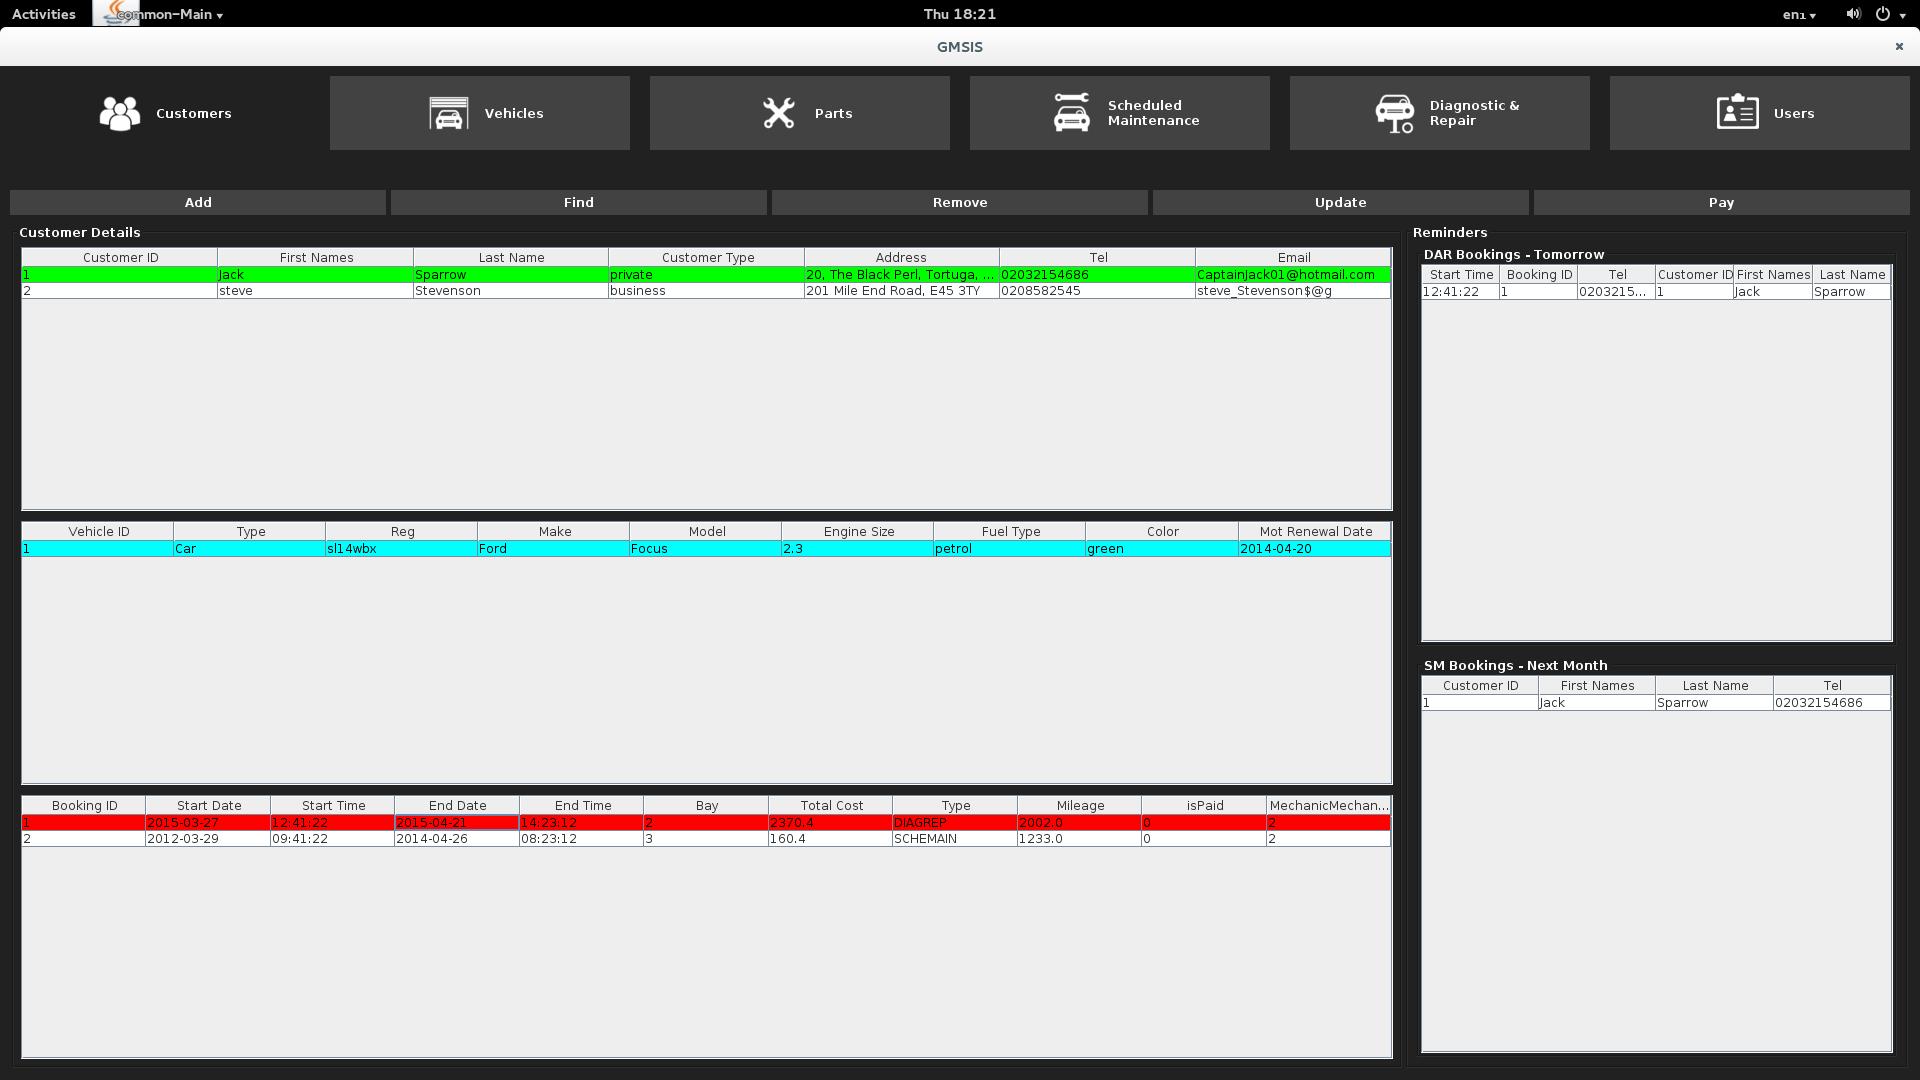 Activities common-Main Thu 18:21 en₁
GMSIS ×
Customers Vehicles Parts Scheduled Maintenance Diagnostic & Repair Users
Add Find Remove Update Pay
Customer Details
Customer ID First Names Last Name Customer Type Address Tel Email
1 Jack Sparrow private 20, The Black Perl, Tortuga, ... 02032154686 CaptainJack01@hotmail.com
2 steve Stevenson business 201 Mile End Road, E45 3TY 0208582545 steve_Stevenson$@g
Vehicle ID Type Reg Make Model Engine Size Fuel Type Color Mot Renewal Date
1 Car sl14wbx Ford Focus 2.3 petrol green 2014-04-20
Booking ID Start Date Start Time End Date End Time Bay Total Cost Type Mileage isPaid MechanicMechan...
1 2015-03-27 12:41:22 2015-04-21 14:23:12 2 2370.4 DIAGREP 2002.0 0 2
2 2012-03-29 09:41:22 2014-04-26 08:23:12 3 160.4 SCHEMAIN 1233.0 0 2
Reminders
DAR Bookings - Tomorrow
Start Time Booking ID Tel Customer ID First Names Last Name
12:41:22 1 0203215... 1 Jack Sparrow
SM Bookings - Next Month
Customer ID First Names Last Name Tel
1 Jack Sparrow 02032154686